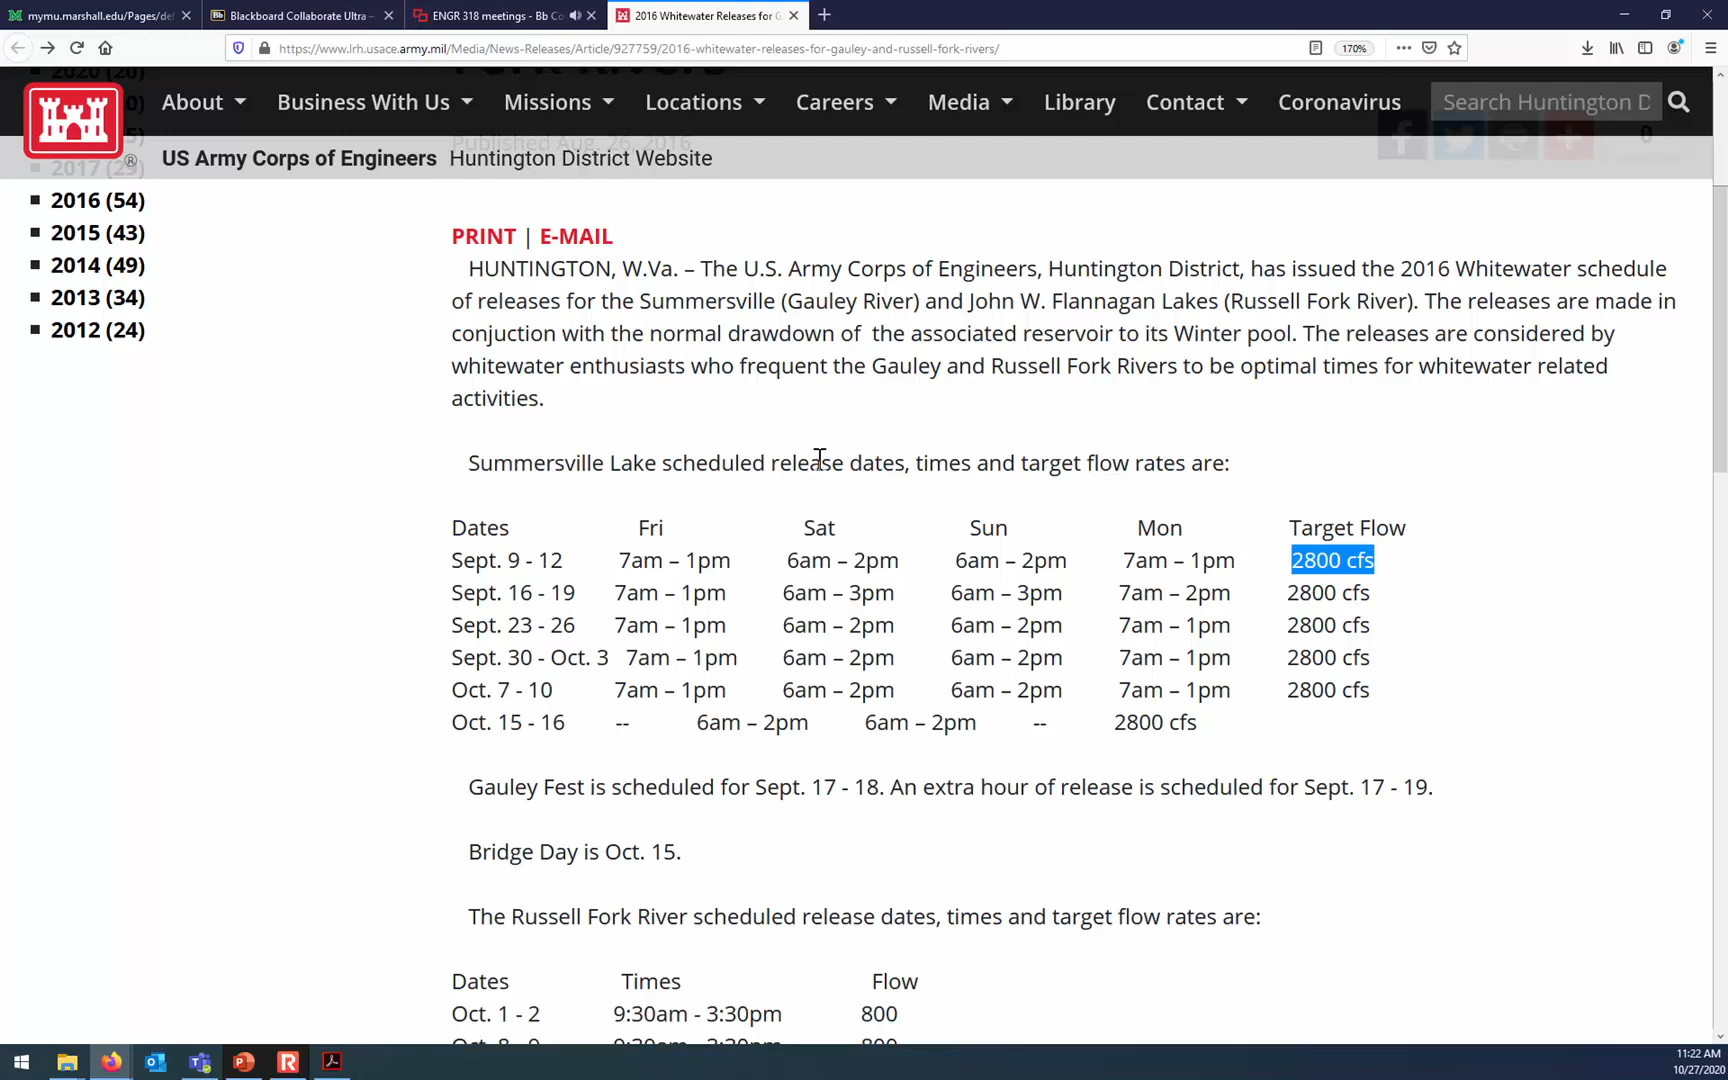 mymu.marshall.edu/Pages/de
Blackboard Collaborate Ultra –
ENGR 318 meetings - Bb Co
2016 Whitewater Releases for G
https://www.lrh.usace.army.mil/Media/News-Releases/Article/927759/2016-whitewater-releases-for-gauley-and-russell-fork-rivers/
170%
About
Business With Us
Missions
Locations
Careers
Media
Library
Contact
Coronavirus
Search Huntington D
US Army Corps of Engineers
Huntington District Website
Published Aug. 26, 2016
0
2020 (20)
2017 (29)
2016 (54)
2015 (43)
2014 (49)
2013 (34)
2012 (24)
PRINT | E-MAIL
HUNTINGTON, W.Va. – The U.S. Army Corps of Engineers, Huntington District, has issued the 2016 Whitewater schedule
of releases for the Summersville (Gauley River) and John W. Flannagan Lakes (Russell Fork River). The releases are made in
conjuction with the normal drawdown of the associated reservoir to its Winter pool. The releases are considered by
whitewater enthusiasts who frequent the Gauley and Russell Fork Rivers to be optimal times for whitewater related
activities.
Summersville Lake scheduled release dates, times and target flow rates are:
Dates Fri Sat Sun Mon Target Flow
Sept. 9 - 12 7am – 1pm 6am – 2pm 6am – 2pm 7am – 1pm 2800 cfs
Sept. 16 - 19 7am – 1pm 6am – 3pm 6am – 3pm 7am – 2pm 2800 cfs
Sept. 23 - 26 7am – 1pm 6am – 2pm 6am – 2pm 7am – 1pm 2800 cfs
Sept. 30 - Oct. 3 7am – 1pm 6am – 2pm 6am – 2pm 7am – 1pm 2800 cfs
Oct. 7 - 10 7am – 1pm 6am – 2pm 6am – 2pm 7am – 1pm 2800 cfs
Oct. 15 - 16 -- 6am – 2pm 6am – 2pm -- 2800 cfs
Gauley Fest is scheduled for Sept. 17 - 18. An extra hour of release is scheduled for Sept. 17 - 19.
Bridge Day is Oct. 15.
The Russell Fork River scheduled release dates, times and target flow rates are:
Dates Times Flow
Oct. 1 - 2 9:30am - 3:30pm 800
11:22 AM
10/27/2020